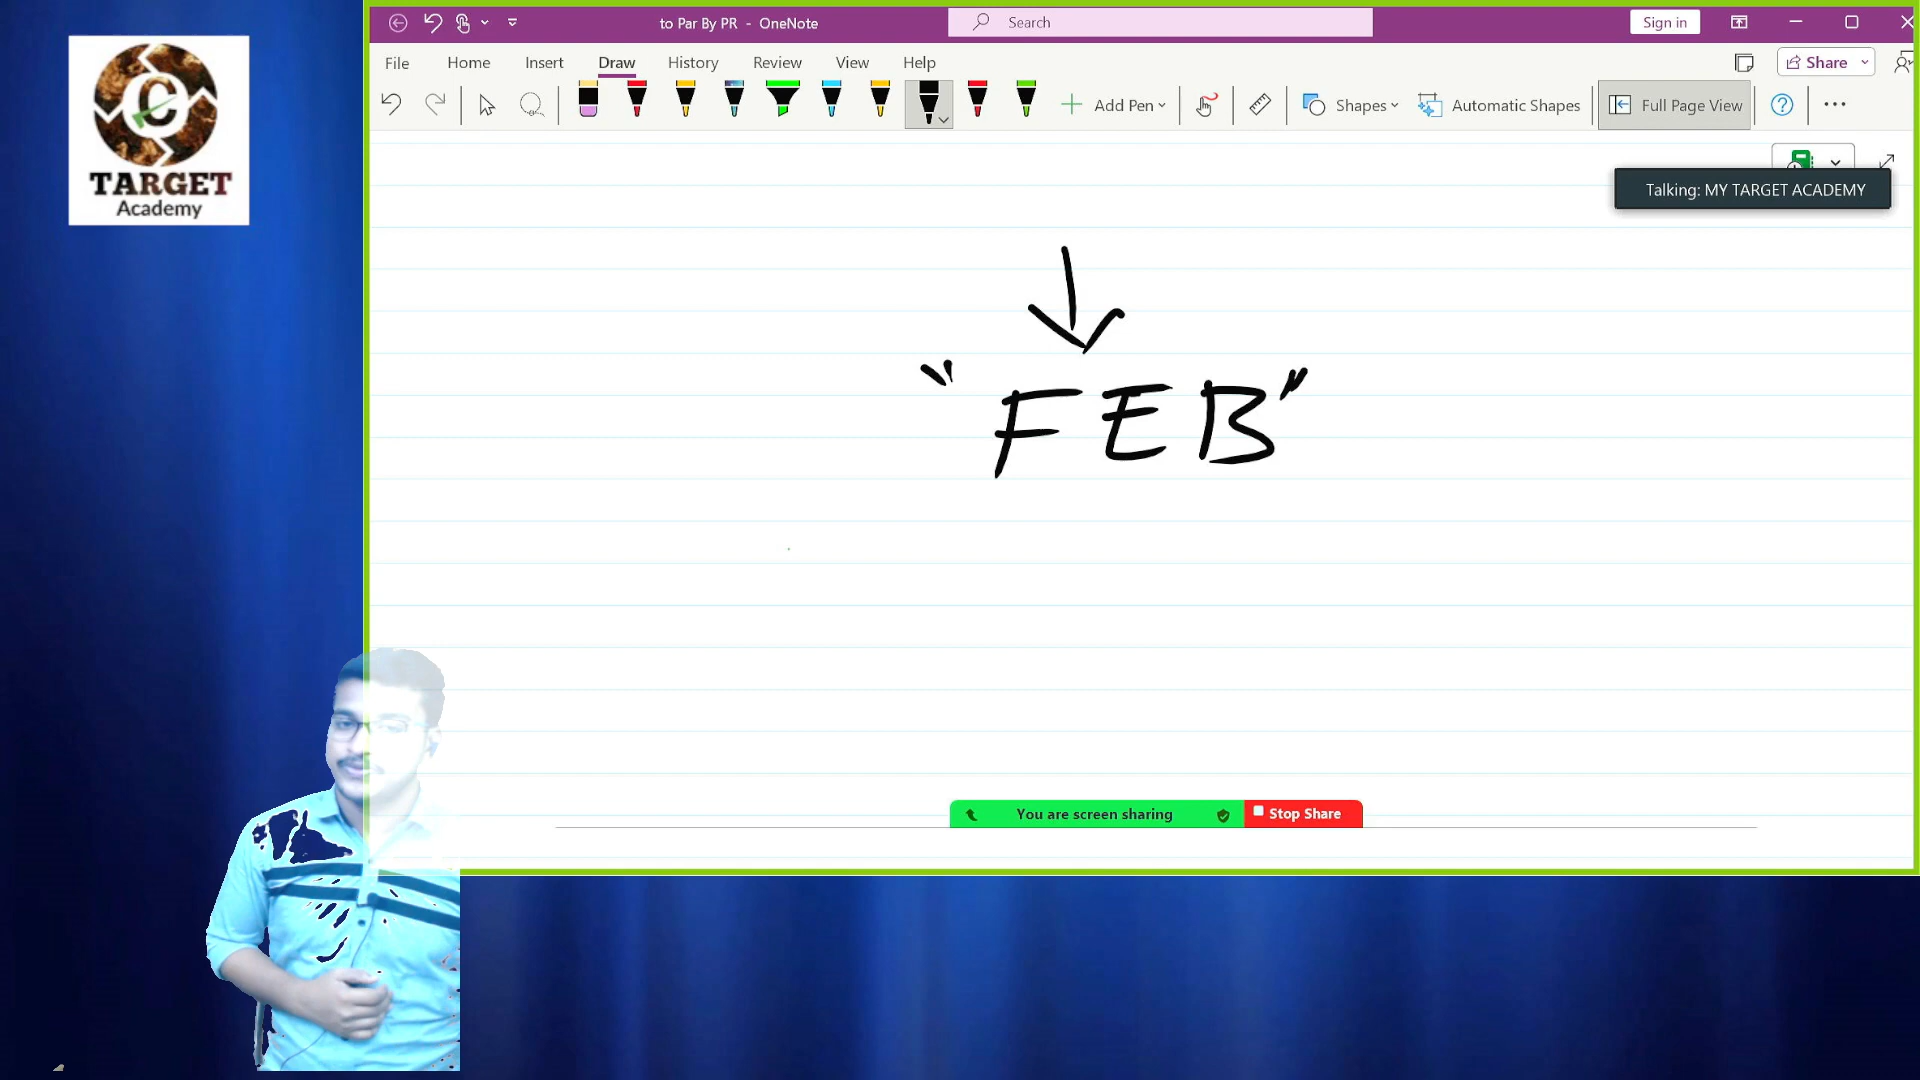 to Par By PR - OneNote
Search
Sign in
File Home Insert Draw History Review View Help
Share
Add Pen
Shapes
Automatic Shapes
Full Page View
C
TARGET
Academy
Talking: MY TARGET ACADEMY
"FEB"
You are screen sharing
Stop Share